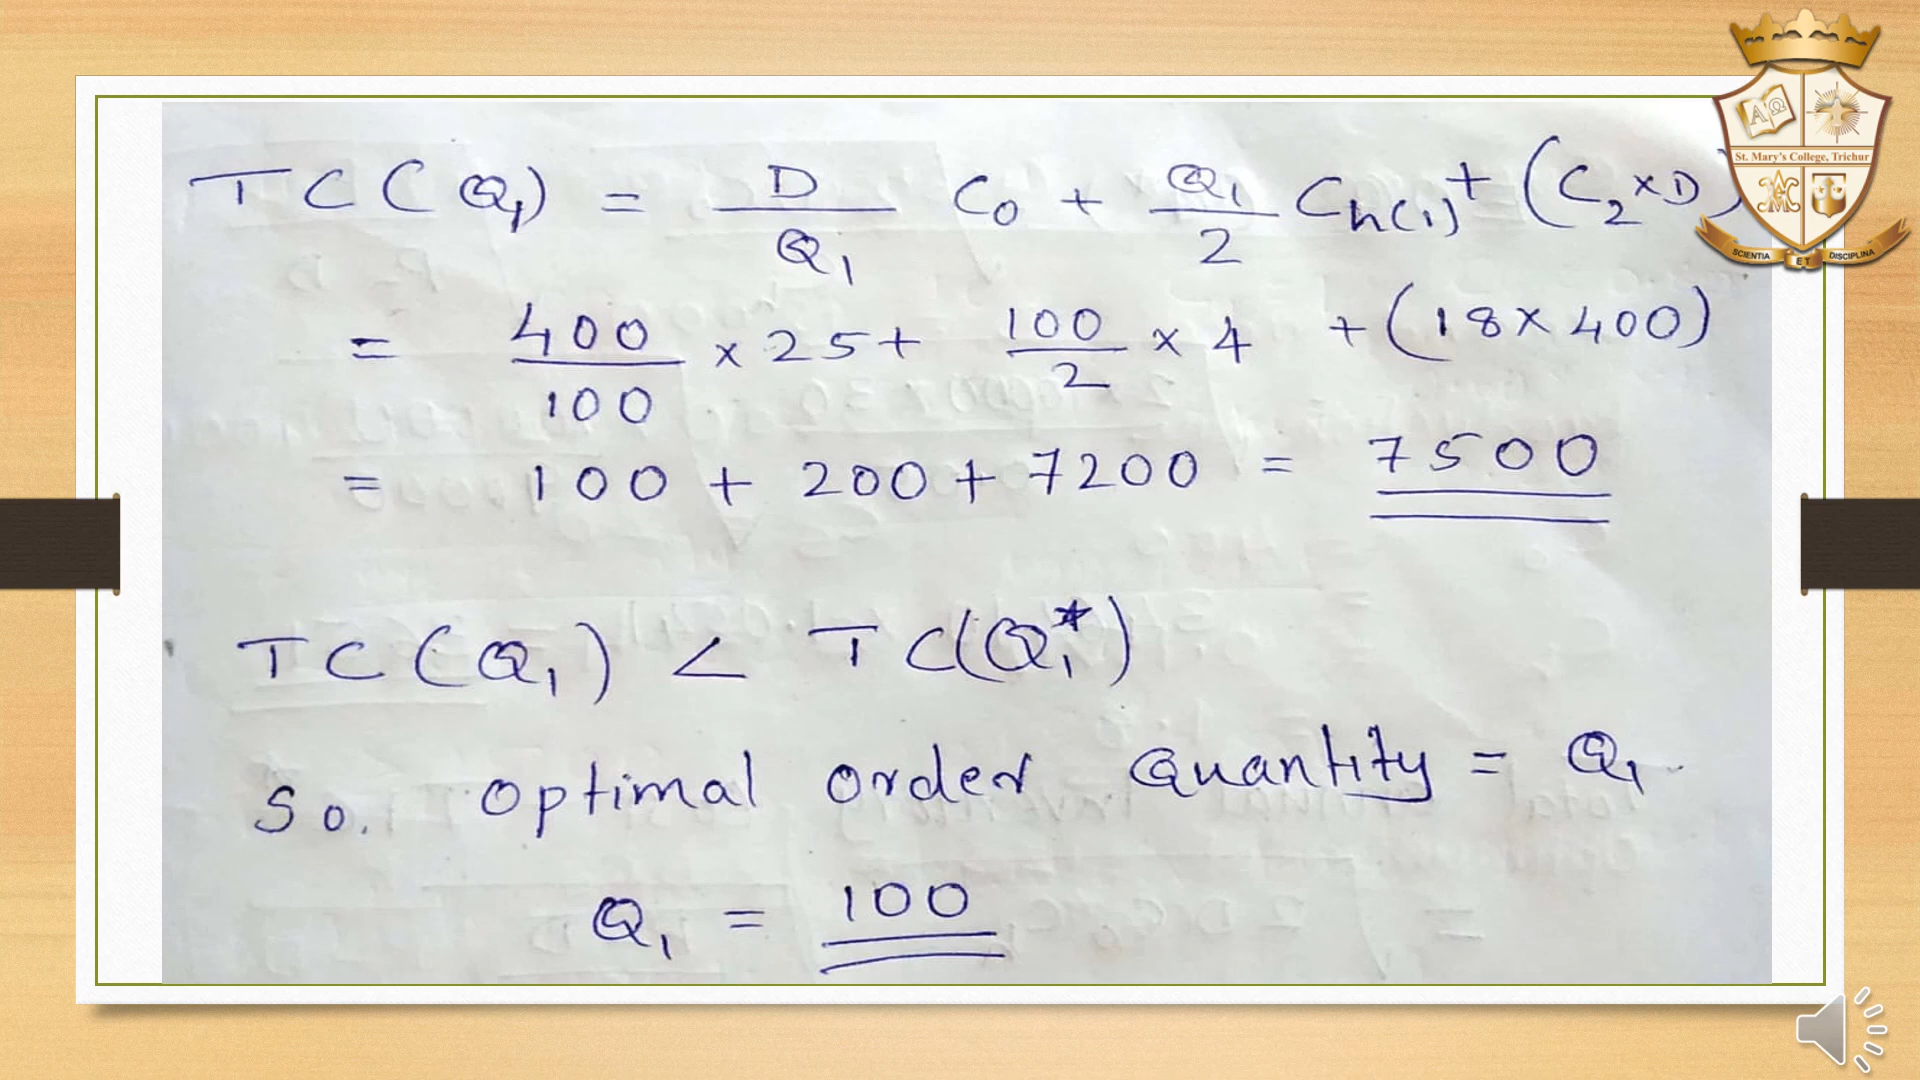 TC(Q₁) = D/Q₁ C₀ + Q₁/2 Ch(1) + (C₂ × D)
= 400/100 × 25 + 100/2 × 4 + (18 × 400)
= 100 + 200 + 7200 = 7500
TC(Q₁) < TC(Q₁*)
So. optimal order Quantity = Q₁.
Q₁ = 100
ΑΩ
St. Mary's College, Trichur
SCIENTIA ET DISCIPLINA